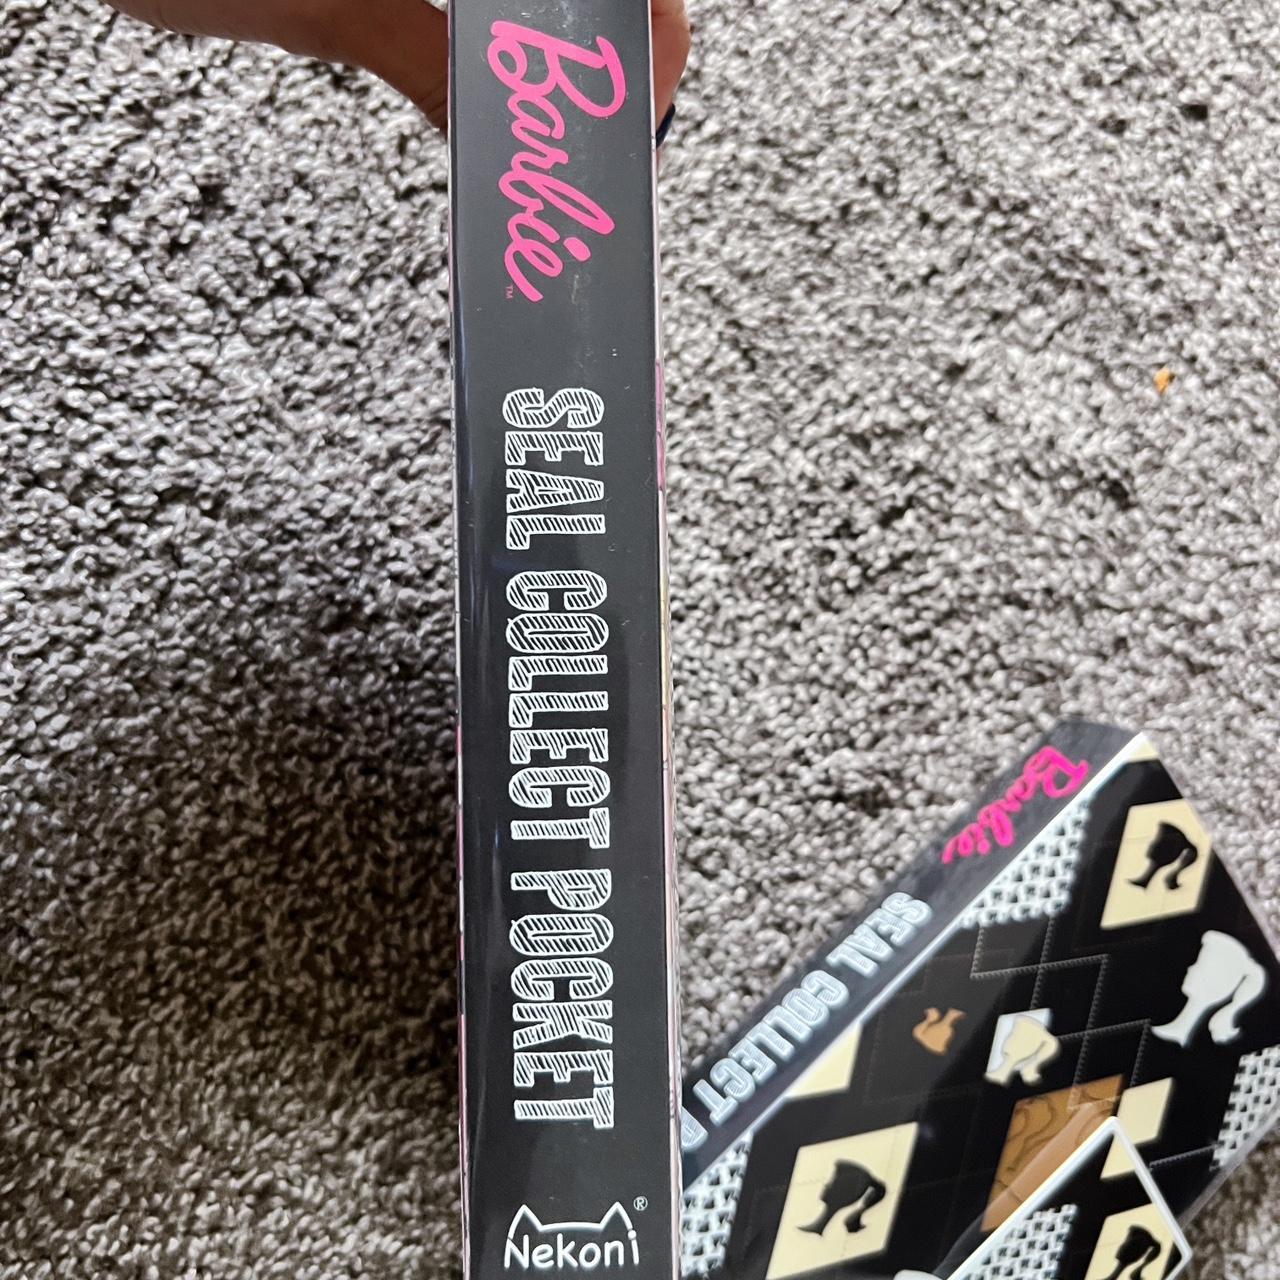 Barbie™
SEAL COLLECT POCKET
Nekoni®
Barbie
SEAL COLLECT P